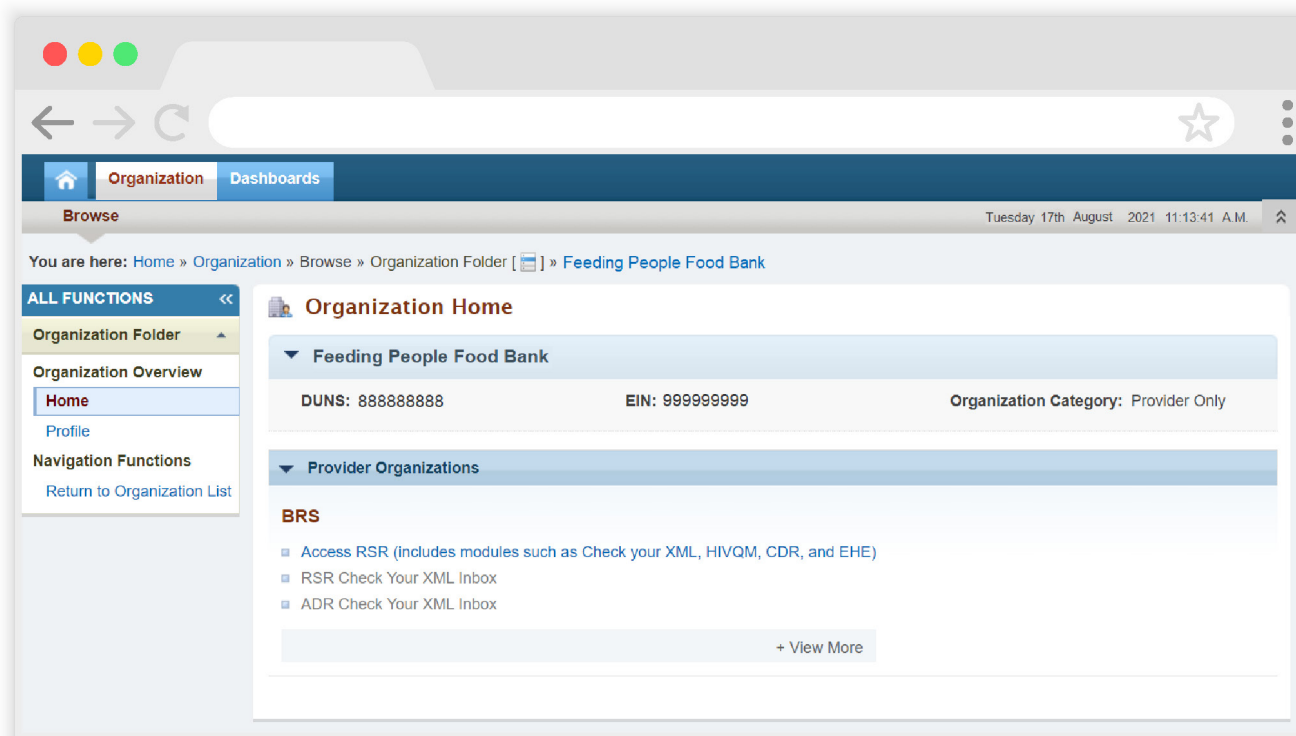 Organization Dashboards
Browse Tuesday 17th August 2021 11:13:41 A.M.
You are here: Home » Organization » Browse » Organization Folder [ ] » Feeding People Food Bank
ALL FUNCTIONS «
Organization Folder
Organization Overview
Home
Profile
Navigation Functions
Return to Organization List
Organization Home
Feeding People Food Bank
DUNS: 888888888 EIN: 999999999 Organization Category: Provider Only
Provider Organizations
BRS
Access RSR (includes modules such as Check your XML, HIVQM, CDR, and EHE)
RSR Check Your XML Inbox
ADR Check Your XML Inbox
+ View More